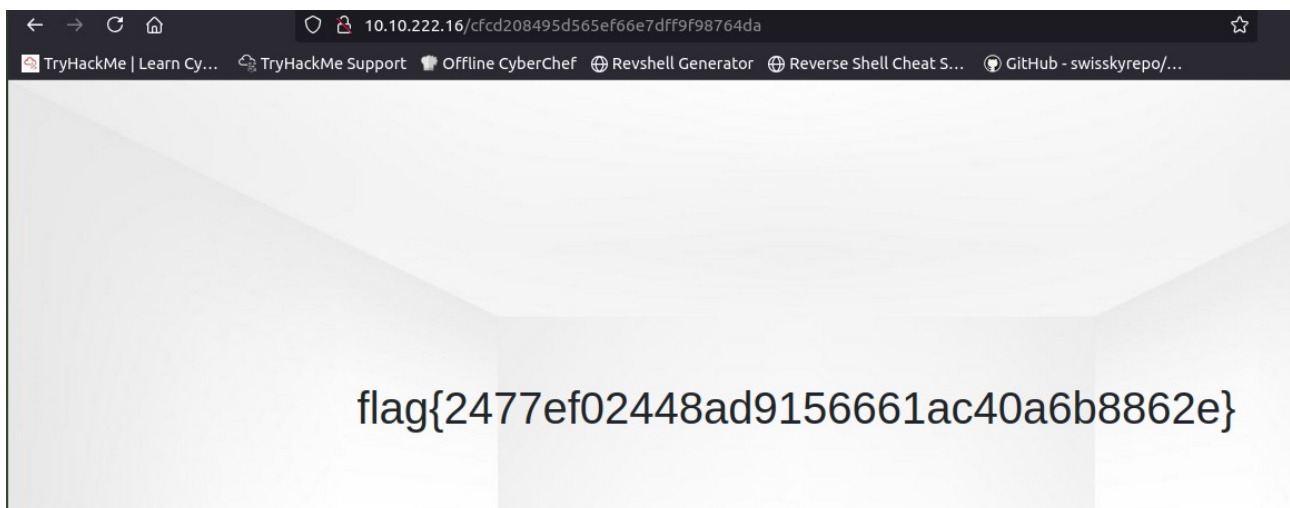 10.10.222.16/cfcd208495d565ef66e7dff9f98764da
TryHackMe | Learn Cy... TryHackMe Support Offline CyberChef Revshell Generator Reverse Shell Cheat S... GitHub - swisskyrepo/...
flag{2477ef02448ad9156661ac40a6b8862e}